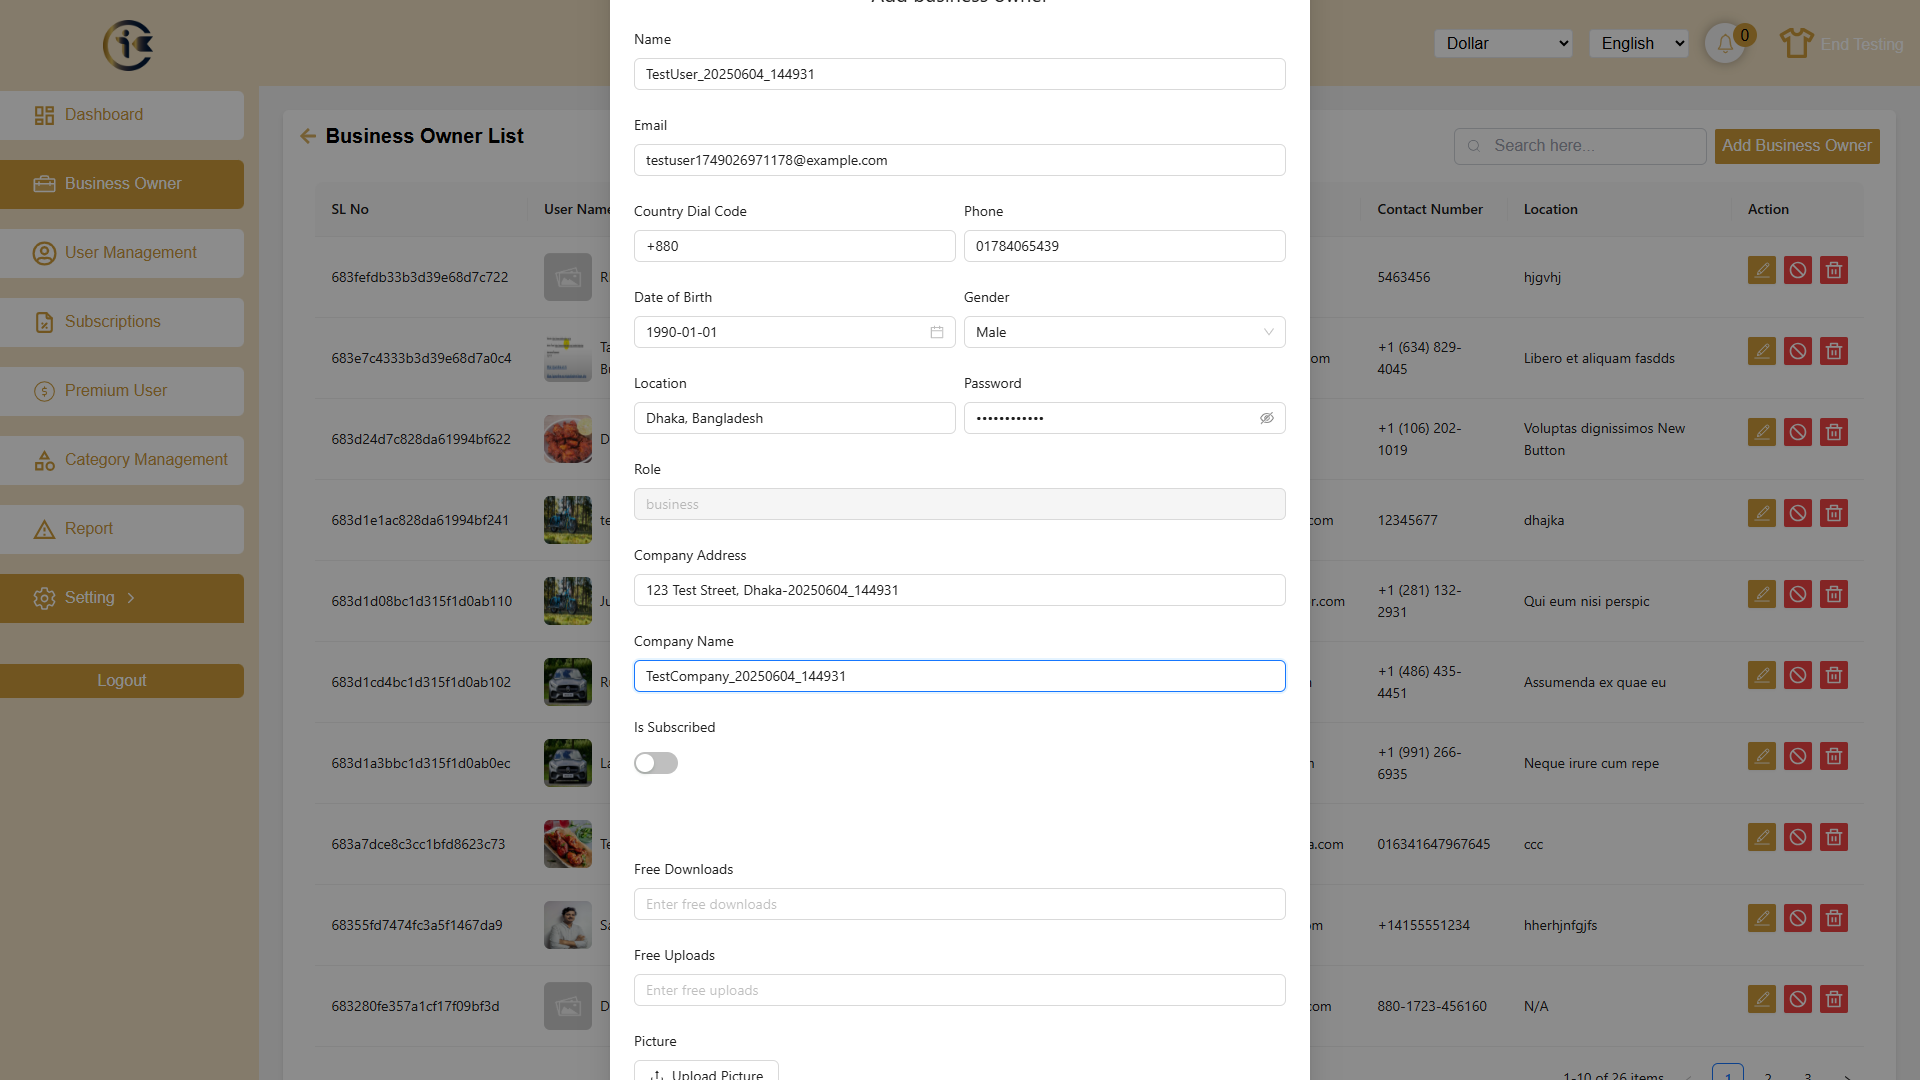 Add business owner
Dollar
English
0
End Testing
Dashboard
Business Owner
User Management
Subscriptions
Premium User
Category Management
Report
Setting
Logout
Business Owner List
Search here...
Add Business Owner
Name
TestUser_20250604_144931
Email
testuser1749026971178@example.com
Country Dial Code
Phone
+880
01784065439
Date of Birth
Gender
1990-01-01
Male
Location
Password
Dhaka, Bangladesh
••••••••••••
Role
business
Company Address
123 Test Street, Dhaka-20250604_144931
Company Name
TestCompany_20250604_144931
Is Subscribed
Free Downloads
Enter free downloads
Free Uploads
Enter free uploads
Picture
Upload Picture
SL No
User Name
Contact Number
Location
Action
683fefdb33b3d39e68d7c722
R
5463456
hjgvhj
683e7c4333b3d39e68d7a0c4
Ta
Bu
om
+1 (634) 829-
4045
Libero et aliquam fasdds
683d24d7c828da61994bf622
D
+1 (106) 202-
1019
Voluptas dignissimos New
Button
683d1e1ac828da61994bf241
te
com
12345677
dhajka
683d1d08bc1d315f1d0ab110
Ju
r.com
+1 (281) 132-
2931
Qui eum nisi perspic
683d1cd4bc1d315f1d0ab102
Ru
+1 (486) 435-
4451
Assumenda ex quae eu
683d1a3bbc1d315f1d0ab0ec
La
+1 (991) 266-
6935
Neque irure cum repe
683a7dce8c3cc1bfd8623c73
Te
a.com
016341647967645
ccc
68355fd7474fc3a5f1467da9
Sa
om
+14155551234
hherhjnfgjfs
683280fe357a1cf17f09bf3d
D
com
880-1723-456160
N/A
1-10 of 26 items
1
2
3